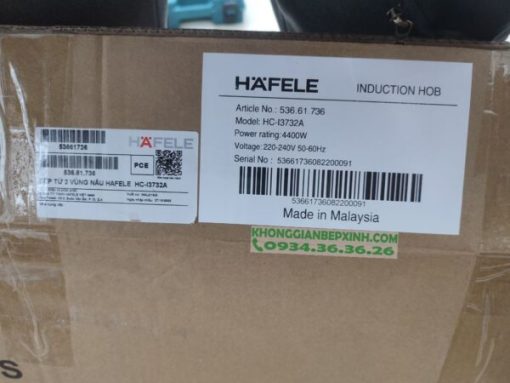 HÄFELE INDUCTION HOB
Article No.: 536.61.736
Model: HC-I3732A
Power rating: 4400W
Voltage: 220-240V 50-60Hz
Serial No :
53661736082200091
53661736082200091
Made in Malaysia
KHONGGIANBEPXINH.COM
0934.36.36.26
HÄFELE
53661736
536.61.736
PCE
TỪ 3 VÙNG NẤU HAFELE HC-I3732A
S